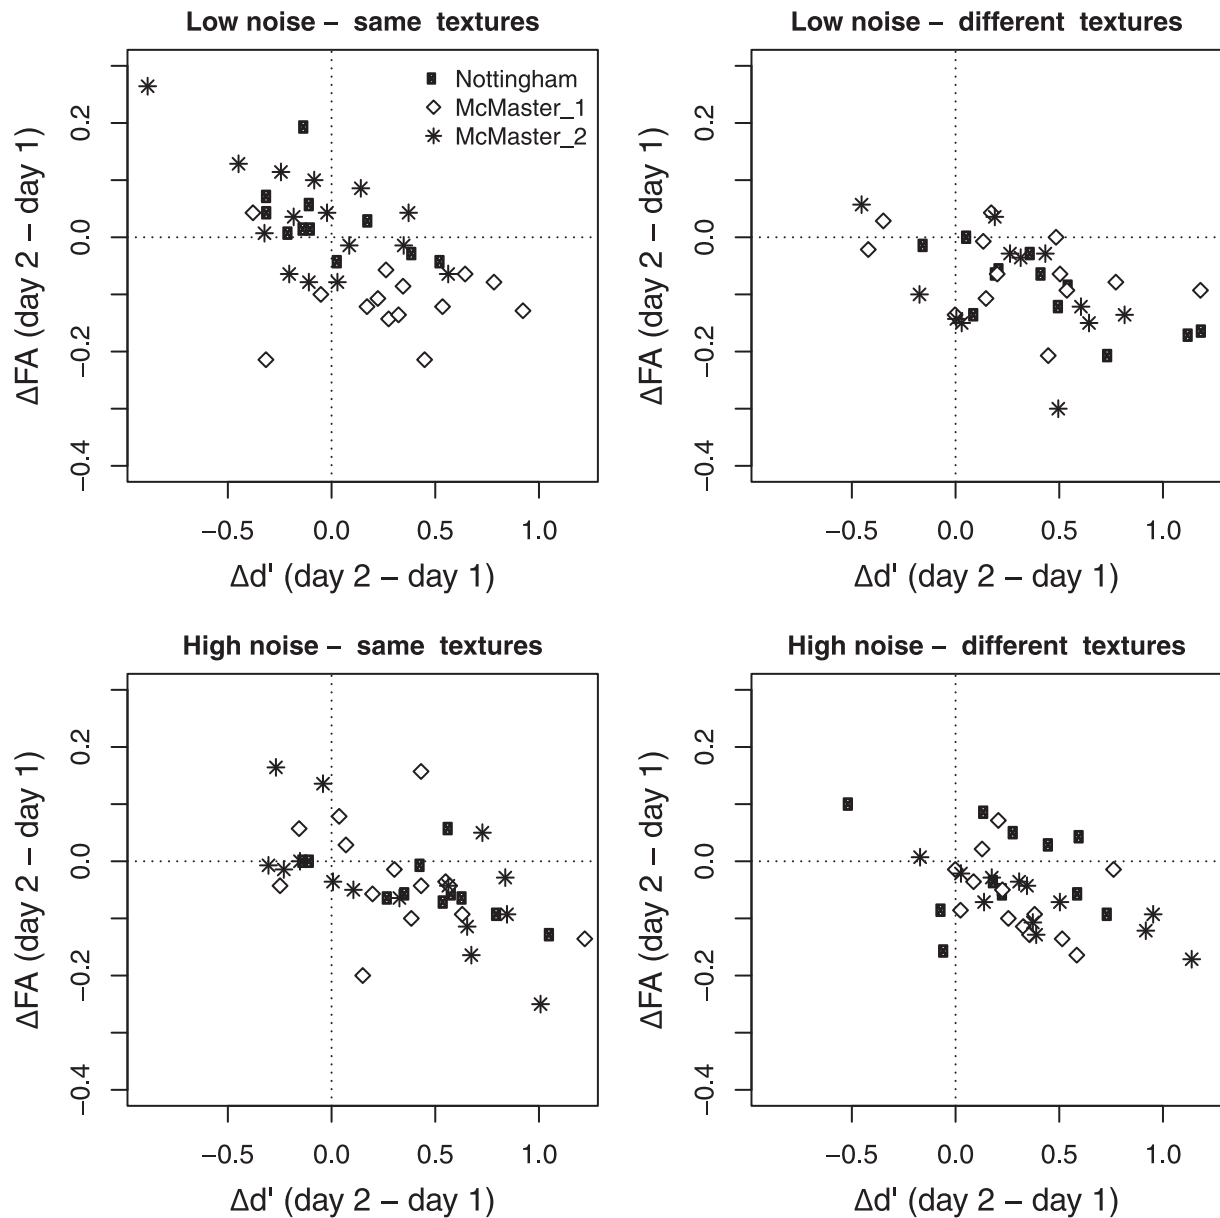 Low noise – same textures
Nottingham
McMaster_1
McMaster_2
ΔFA (day 2 – day 1)
0.2
0.0
−0.2
−0.4
−0.5 0.0 0.5 1.0
Δd' (day 2 – day 1)
Low noise – different textures
ΔFA (day 2 – day 1)
0.2
0.0
−0.2
−0.4
−0.5 0.0 0.5 1.0
Δd' (day 2 – day 1)
High noise – same textures
ΔFA (day 2 – day 1)
0.2
0.0
−0.2
−0.4
−0.5 0.0 0.5 1.0
Δd' (day 2 – day 1)
High noise – different textures
ΔFA (day 2 – day 1)
0.2
0.0
−0.2
−0.4
−0.5 0.0 0.5 1.0
Δd' (day 2 – day 1)